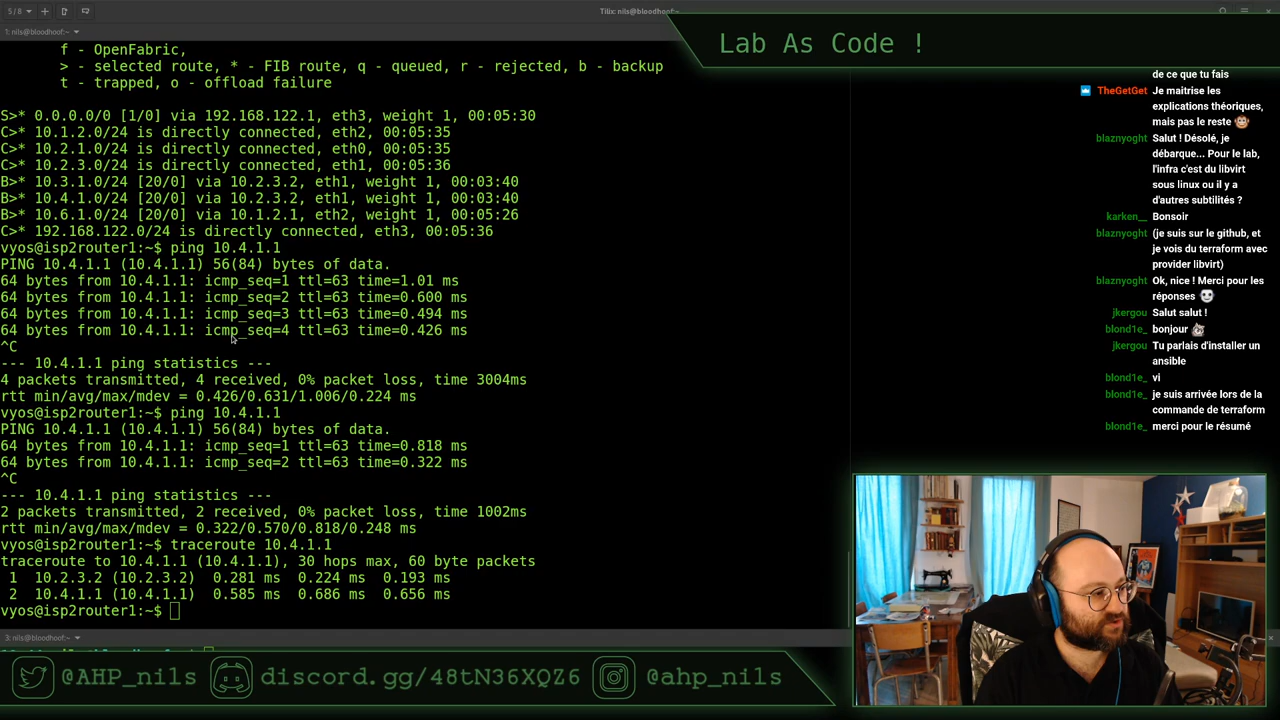 5 / 8
Tilix: nils@bloodhoof:~
1: nils@bloodhoof:~
Lab As Code !
f - OpenFabric,
> - selected route, * - FIB route, q - queued, r - rejected, b - backup
t - trapped, o - offload failure
S>* 0.0.0.0/0 [1/0] via 192.168.122.1, eth3, weight 1, 00:05:30
C>* 10.1.2.0/24 is directly connected, eth2, 00:05:35
C>* 10.2.1.0/24 is directly connected, eth0, 00:05:35
C>* 10.2.3.0/24 is directly connected, eth1, 00:05:36
B>* 10.3.1.0/24 [20/0] via 10.2.3.2, eth1, weight 1, 00:03:40
B>* 10.4.1.0/24 [20/0] via 10.2.3.2, eth1, weight 1, 00:03:40
B>* 10.6.1.0/24 [20/0] via 10.1.2.1, eth2, weight 1, 00:05:26
C>* 192.168.122.0/24 is directly connected, eth3, 00:05:36
vyos@isp2router1:~$ ping 10.4.1.1
PING 10.4.1.1 (10.4.1.1) 56(84) bytes of data.
64 bytes from 10.4.1.1: icmp_seq=1 ttl=63 time=1.01 ms
64 bytes from 10.4.1.1: icmp_seq=2 ttl=63 time=0.600 ms
64 bytes from 10.4.1.1: icmp_seq=3 ttl=63 time=0.494 ms
64 bytes from 10.4.1.1: icmp_seq=4 ttl=63 time=0.426 ms
^C
--- 10.4.1.1 ping statistics ---
4 packets transmitted, 4 received, 0% packet loss, time 3004ms
rtt min/avg/max/mdev = 0.426/0.631/1.006/0.224 ms
vyos@isp2router1:~$ ping 10.4.1.1
PING 10.4.1.1 (10.4.1.1) 56(84) bytes of data.
64 bytes from 10.4.1.1: icmp_seq=1 ttl=63 time=0.818 ms
64 bytes from 10.4.1.1: icmp_seq=2 ttl=63 time=0.322 ms
^C
--- 10.4.1.1 ping statistics ---
2 packets transmitted, 2 received, 0% packet loss, time 1002ms
rtt min/avg/max/mdev = 0.322/0.570/0.818/0.248 ms
vyos@isp2router1:~$ traceroute 10.4.1.1
traceroute to 10.4.1.1 (10.4.1.1), 30 hops max, 60 byte packets
1 10.2.3.2 (10.2.3.2) 0.281 ms 0.224 ms 0.193 ms
2 10.4.1.1 (10.4.1.1) 0.585 ms 0.686 ms 0.656 ms
vyos@isp2router1:~$
3: nils@bloodhoof:~
de ce que tu fais
TheGetGet Je maitrise les
explications théoriques,
mais pas le reste
blaznyoght Salut ! Désolé, je
débarque... Pour le lab,
l'infra c'est du libvirt
sous linux ou il y a
d'autres subtilités ?
karken__ Bonsoir
blaznyoght (je suis sur le github, et
je vois du terraform avec
provider libvirt)
blaznyoght Ok, nice ! Merci pour les
réponses
jkergou Salut salut !
blond1e_ bonjour
jkergou Tu parlais d'installer un
ansible
blond1e_ vi
blond1e_ je suis arrivée lors de la
commande de terraform
blond1e_ merci pour le résumé
@AHP_nils discord.gg/48tN36XQZ6 @ahp_nils